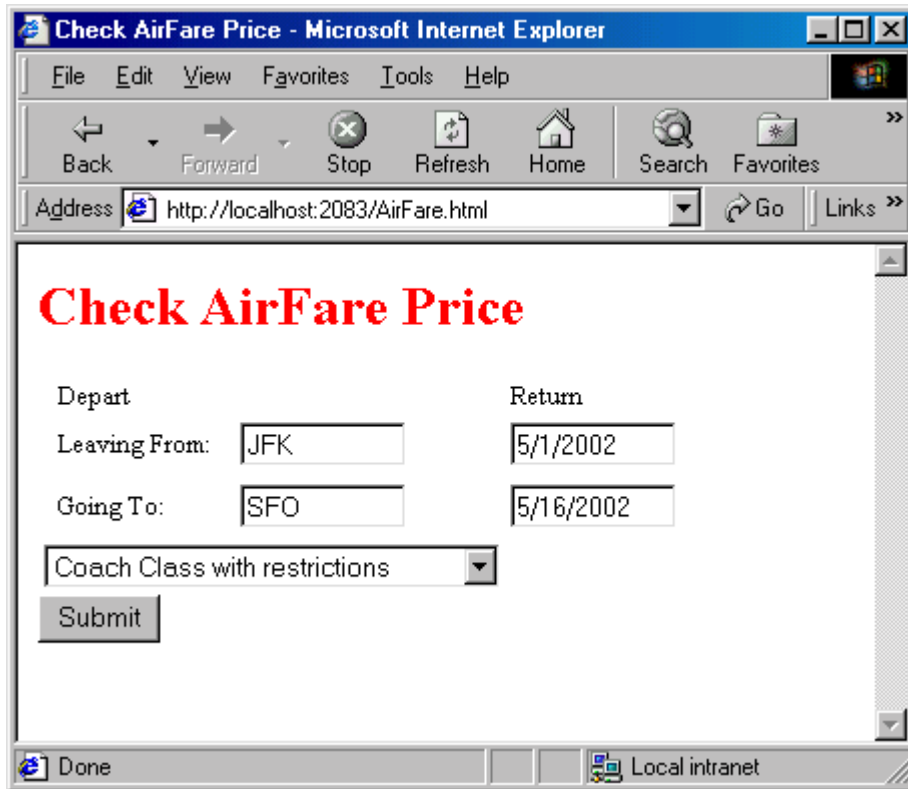 Check AirFare Price - Microsoft Internet Explorer
File Edit View Favorites Tools Help
Back Forward Stop Refresh Home Search Favorites »
Address http://localhost:2083/AirFare.html Go Links »
Check AirFare Price
Depart Return
Leaving From: JFK 5/1/2002
Going To: SFO 5/16/2002
Coach Class with restrictions
Submit
Done Local intranet